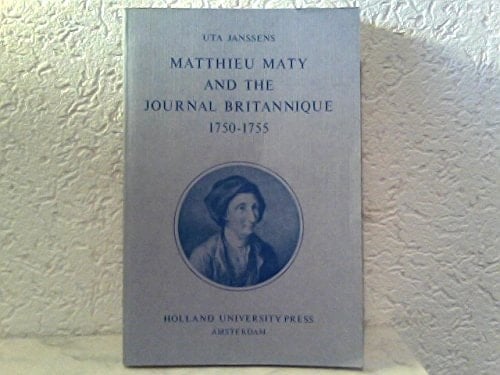 UTA JANSSENS
MATTHIEU MATY
AND THE
JOURNAL BRITANNIQUE
1750-1755
HOLLAND UNIVERSITY PRESS
AMSTERDAM